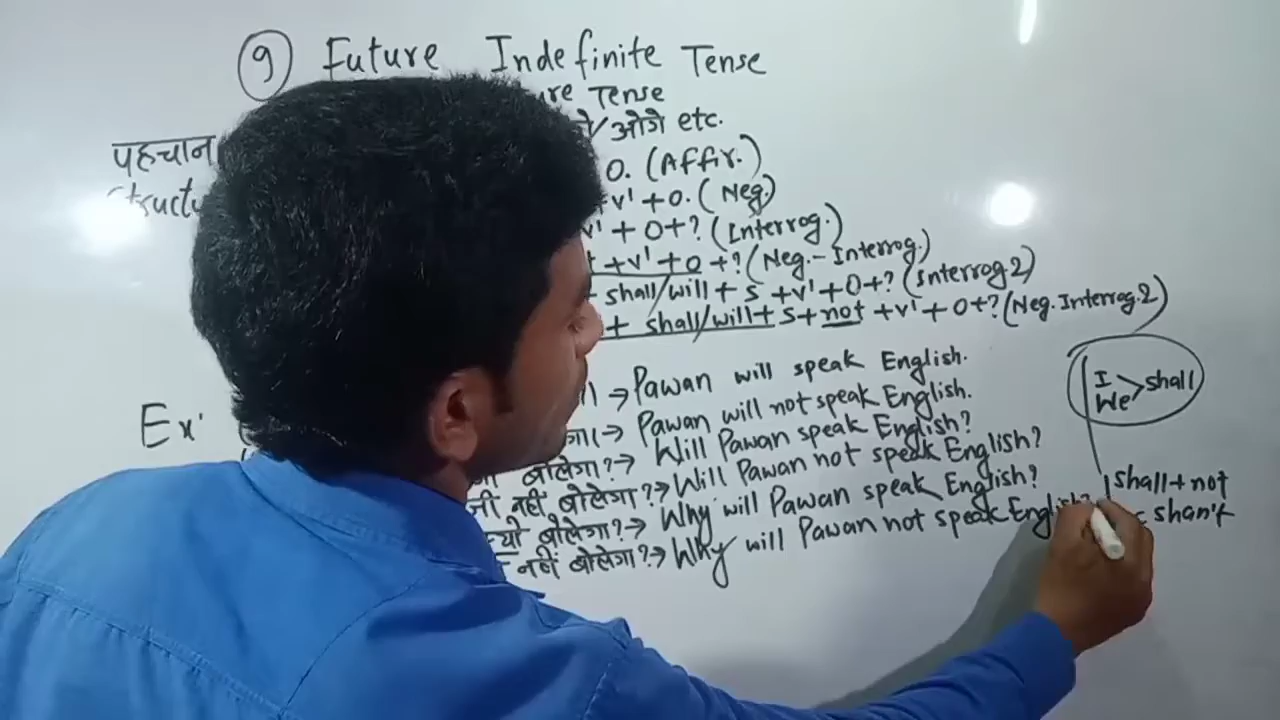 9 Future Indefinite Tense
Tense
ओगे etc.
पहचान
O. (Affir.)
v' + O. (Neg.)
v' + O + ? (Interrog.)
+ v' + O + ? (Neg. - Interrog.)
shall/will + S + v' + O + ? (Interrog 2)
+ shall/will + S + not + v' + O + ? (Neg. Interrog. 2)
→ Pawan will speak English.
Ex'
→ Pawan will not speak English.
बोलेगा? → Will Pawan speak English?
नहीं बोलेगा? → Will Pawan not speak English?
बोलेगा? → Why will Pawan speak English?
नहीं बोलेगा? → Why will Pawan not speak English?
I
We > shall
shall + not
shan't